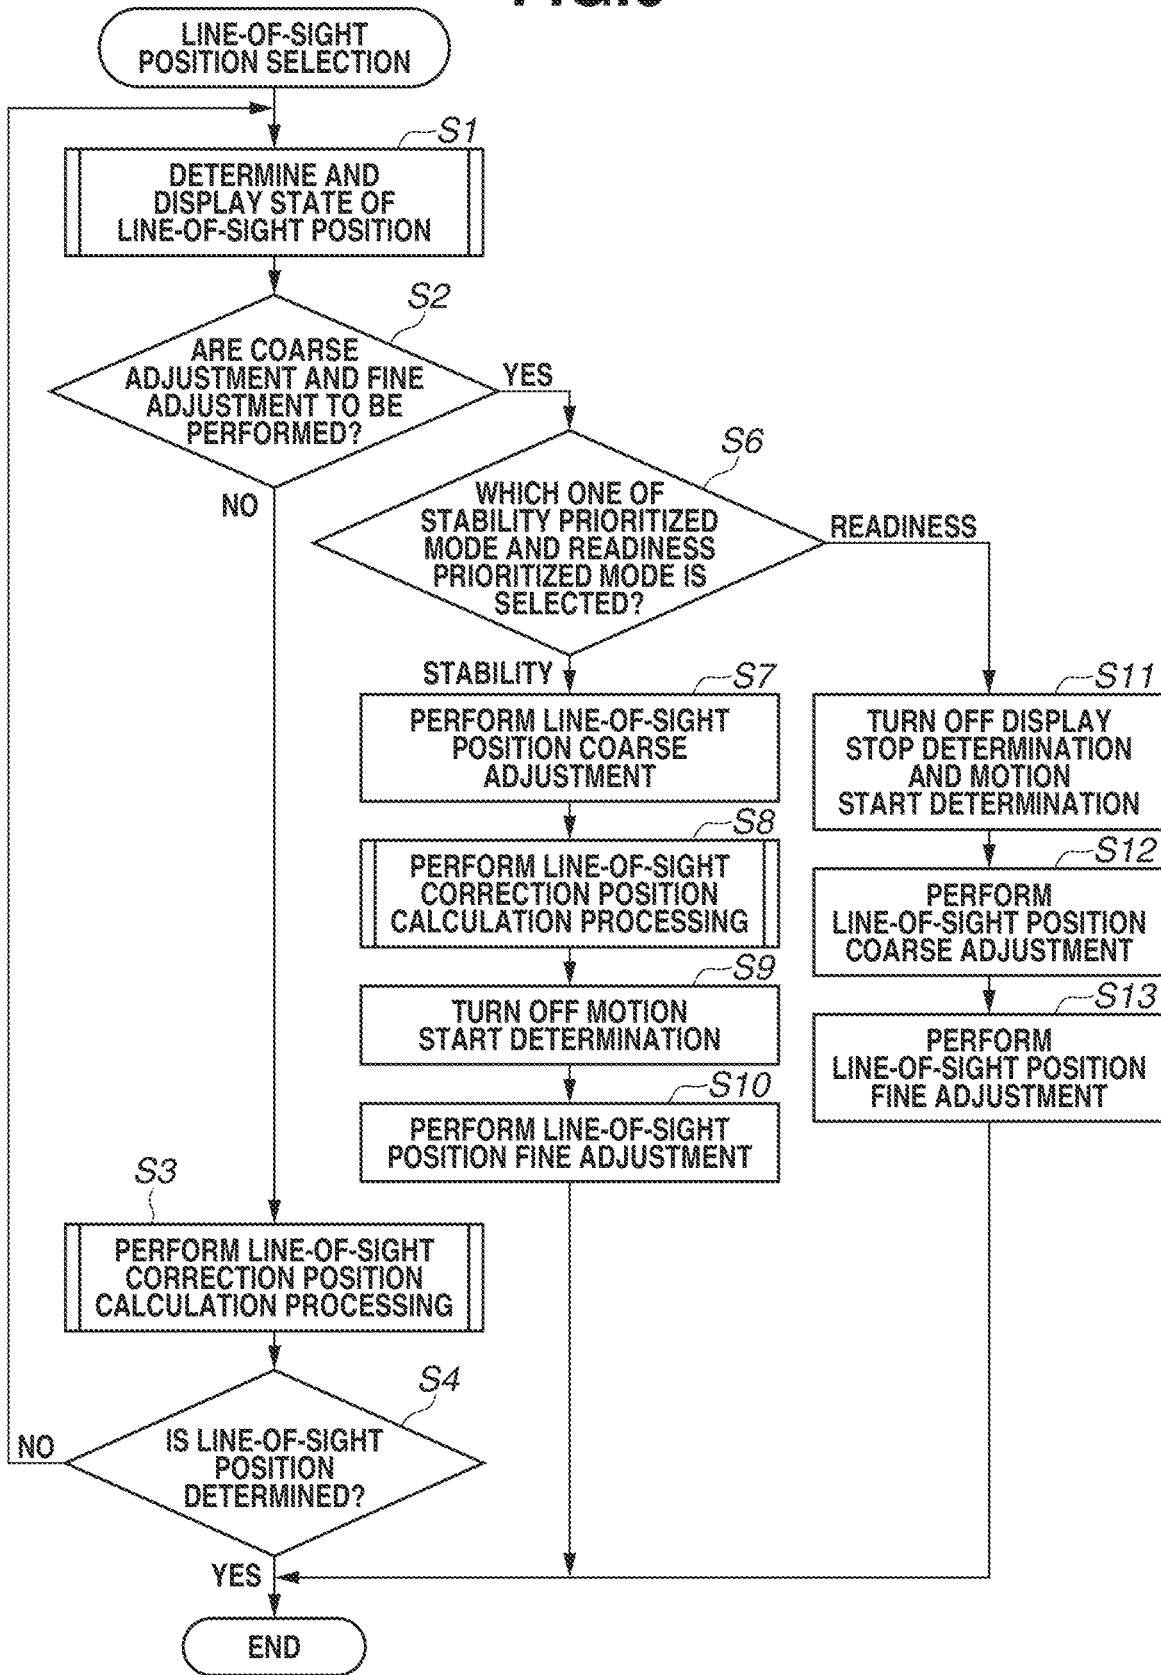 LINE-OF-SIGHT
POSITION SELECTION
S1
DETERMINE AND
DISPLAY STATE OF
LINE-OF-SIGHT POSITION
S2
ARE COARSE
ADJUSTMENT AND FINE
ADJUSTMENT TO BE
PERFORMED?
YES
NO
S6
WHICH ONE OF
STABILITY PRIORITIZED
MODE AND READINESS
PRIORITIZED MODE IS
SELECTED?
READINESS
STABILITY
S7
PERFORM LINE-OF-SIGHT
POSITION COARSE
ADJUSTMENT
S8
PERFORM LINE-OF-SIGHT
CORRECTION POSITION
CALCULATION PROCESSING
S9
TURN OFF MOTION
START DETERMINATION
S10
PERFORM LINE-OF-SIGHT
POSITION FINE ADJUSTMENT
S11
TURN OFF DISPLAY
STOP DETERMINATION
AND MOTION
START DETERMINATION
S12
PERFORM
LINE-OF-SIGHT POSITION
COARSE ADJUSTMENT
S13
PERFORM
LINE-OF-SIGHT POSITION
FINE ADJUSTMENT
S3
PERFORM LINE-OF-SIGHT
CORRECTION POSITION
CALCULATION PROCESSING
S4
IS LINE-OF-SIGHT
POSITION
DETERMINED?
NO
YES
END